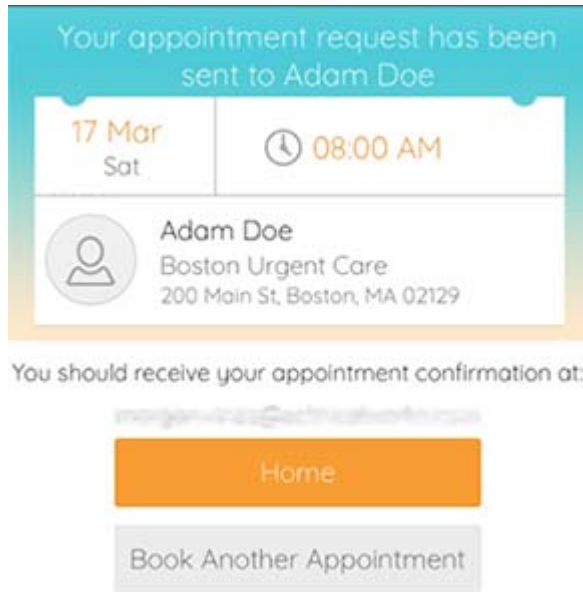 Your appointment request has been
sent to Adam Doe
17 Mar
Sat
08:00 AM
Adam Doe
Boston Urgent Care
200 Main St, Boston, MA 02129
You should receive your appointment confirmation at:
Home
Book Another Appointment